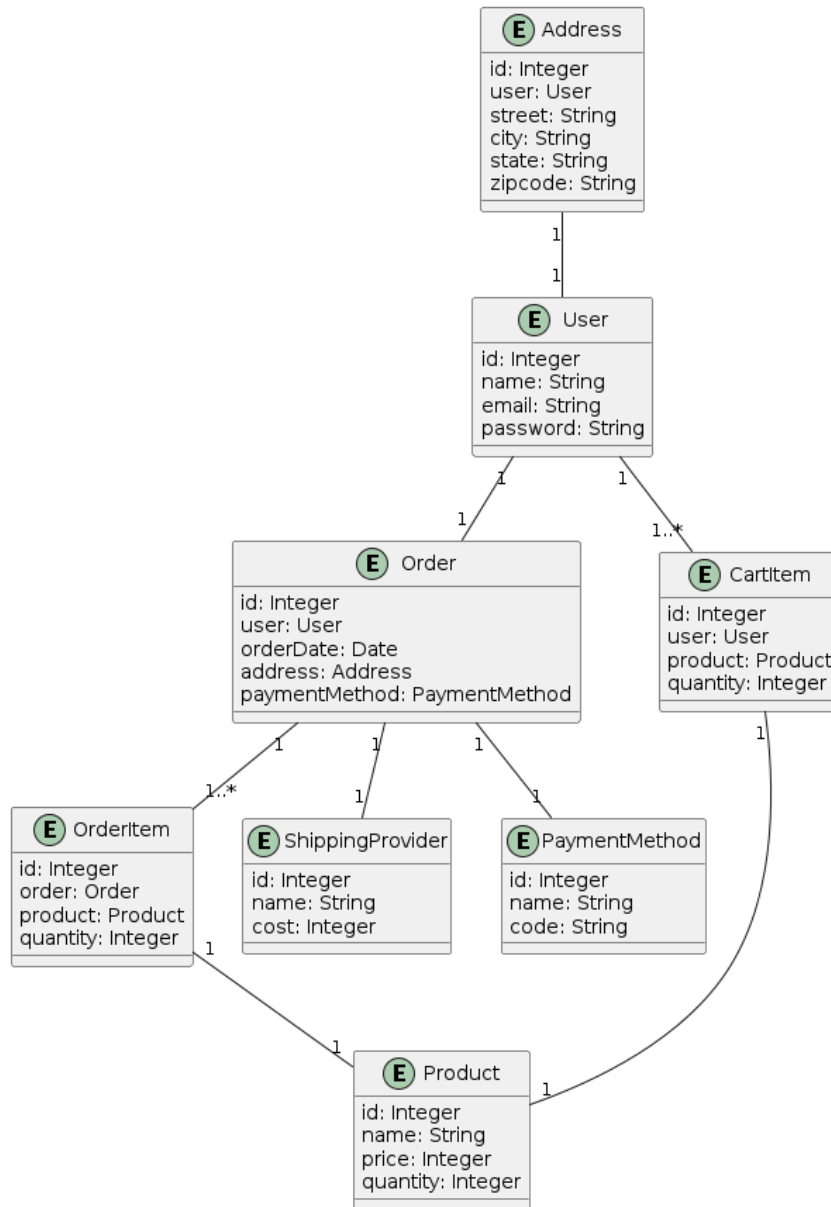 E Address
id: Integer
user: User
street: String
city: String
state: String
zipcode: String
1
1
E User
id: Integer
name: String
email: String
password: String
1
1
1
1..*
E Order
id: Integer
user: User
orderDate: Date
address: Address
paymentMethod: PaymentMethod
E CartItem
id: Integer
user: User
product: Product
quantity: Integer
1
1
1
1
1..*
1
1
E OrderItem
id: Integer
order: Order
product: Product
quantity: Integer
E ShippingProvider
id: Integer
name: String
cost: Integer
E PaymentMethod
id: Integer
name: String
code: String
1
1
1
E Product
id: Integer
name: String
price: Integer
quantity: Integer